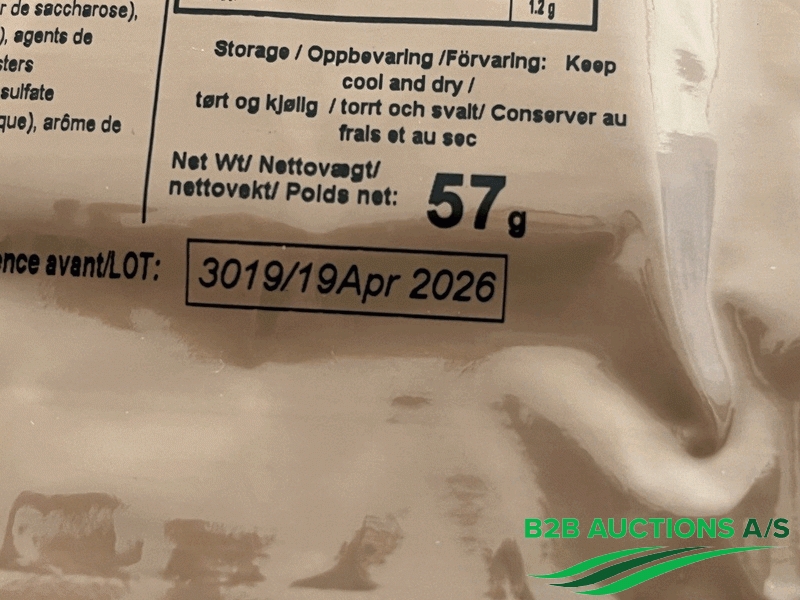 r de saccharose),
), agents de
sters
sulfate
que), arôme de
1.2 g
Storage / Oppbevaring /Förvaring: Keep
cool and dry /
tørt og kjølig / torrt och svalt/ Conserver au
frais et au sec
Net Wt/ Nettovægt/
nettovekt/ Poids net:
57 g
ence avant/LOT:
3019/19Apr 2026
B2B AUCTIONS A/S